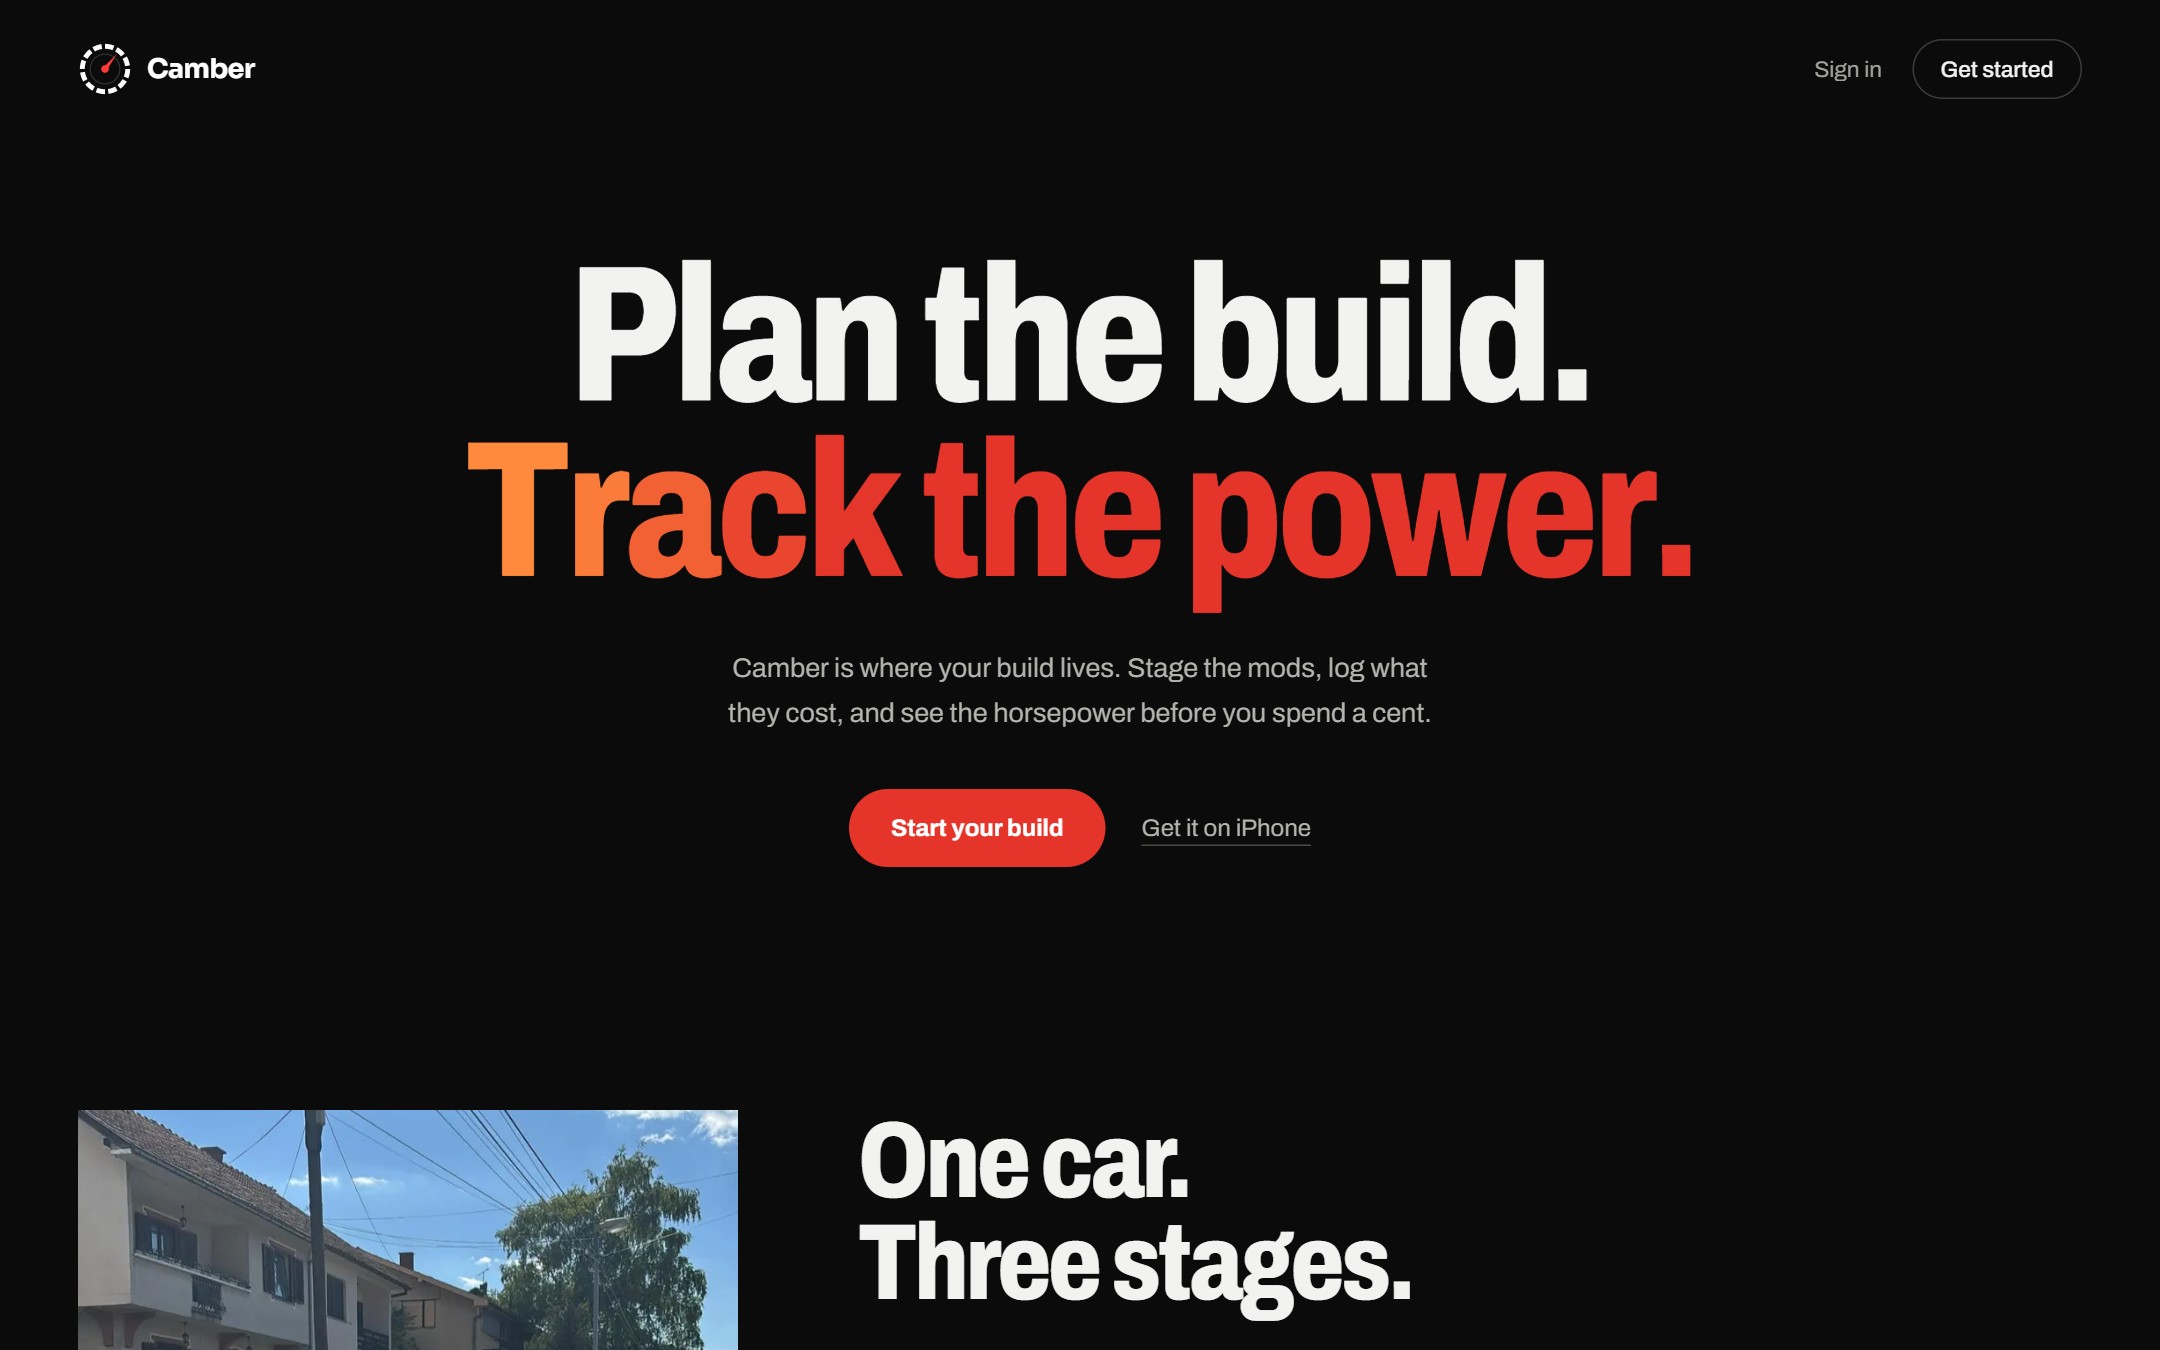 Camber
Sign in
Get started
Plan the build.
Track the power.
Camber is where your build lives. Stage the mods, log what
they cost, and see the horsepower before you spend a cent.
Start your build
Get it on iPhone
One car.
Three stages.